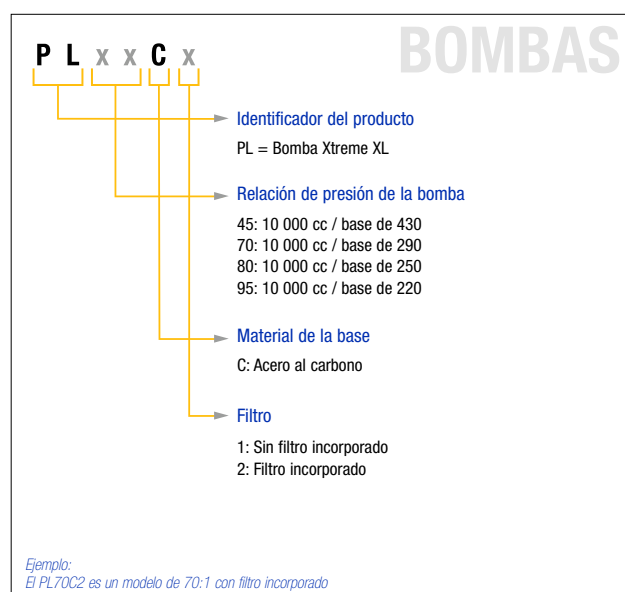 BOMBAS
P L x x C x
Identificador del producto
PL = Bomba Xtreme XL
Relación de presión de la bomba
45: 10 000 cc / base de 430
70: 10 000 cc / base de 290
80: 10 000 cc / base de 250
95: 10 000 cc / base de 220
Material de la base
C: Acero al carbono
Filtro
1: Sin filtro incorporado
2: Filtro incorporado
Ejemplo:
El PL70C2 es un modelo de 70:1 con filtro incorporado